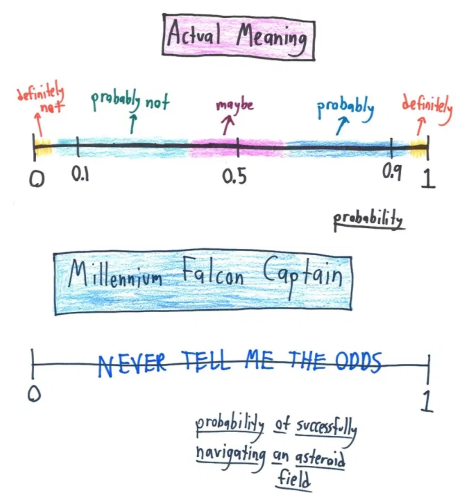 Actual Meaning
definitely not
probably not
maybe
probably
definitely
0
0.1
0.5
0.9
1
probability
Millennium Falcon Captain
NEVER TELL ME THE ODDS
0
1
probability of successfully
navigating an asteroid
field